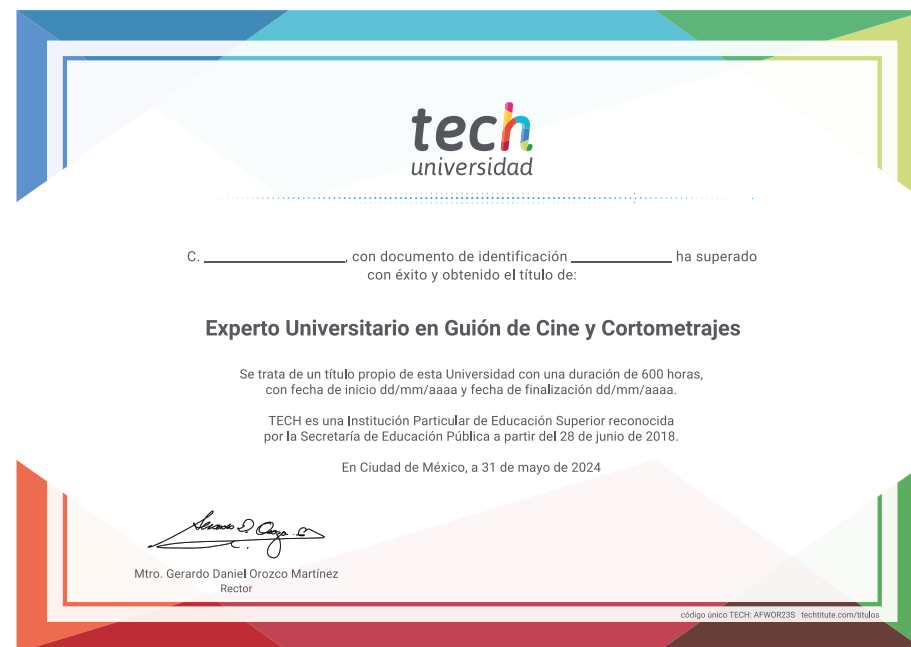 tech
universidad
C. ____________, con documento de identificación ____________ ha superado
con éxito y obtenido el título de:
Experto Universitario en Guión de Cine y Cortometrajes
Se trata de un título propio de esta Universidad con una duración de 600 horas,
con fecha de inicio dd/mm/aaaa y fecha de finalización dd/mm/aaaa.
TECH es una Institución Particular de Educación Superior reconocida
por la Secretaría de Educación Pública a partir del 28 de junio de 2018.
En Ciudad de México, a 31 de mayo de 2024
Mtro. Gerardo Daniel Orozco Martínez
Rector
código único TECH: AFWOR23S techtitute.com/titulos